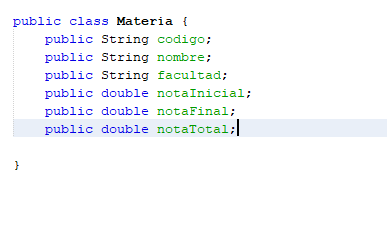 public class Materia {
    public String codigo;
    public String nombre;
    public String facultad;
    public double notaInicial;
    public double notaFinal;
    public double notaTotal;
}